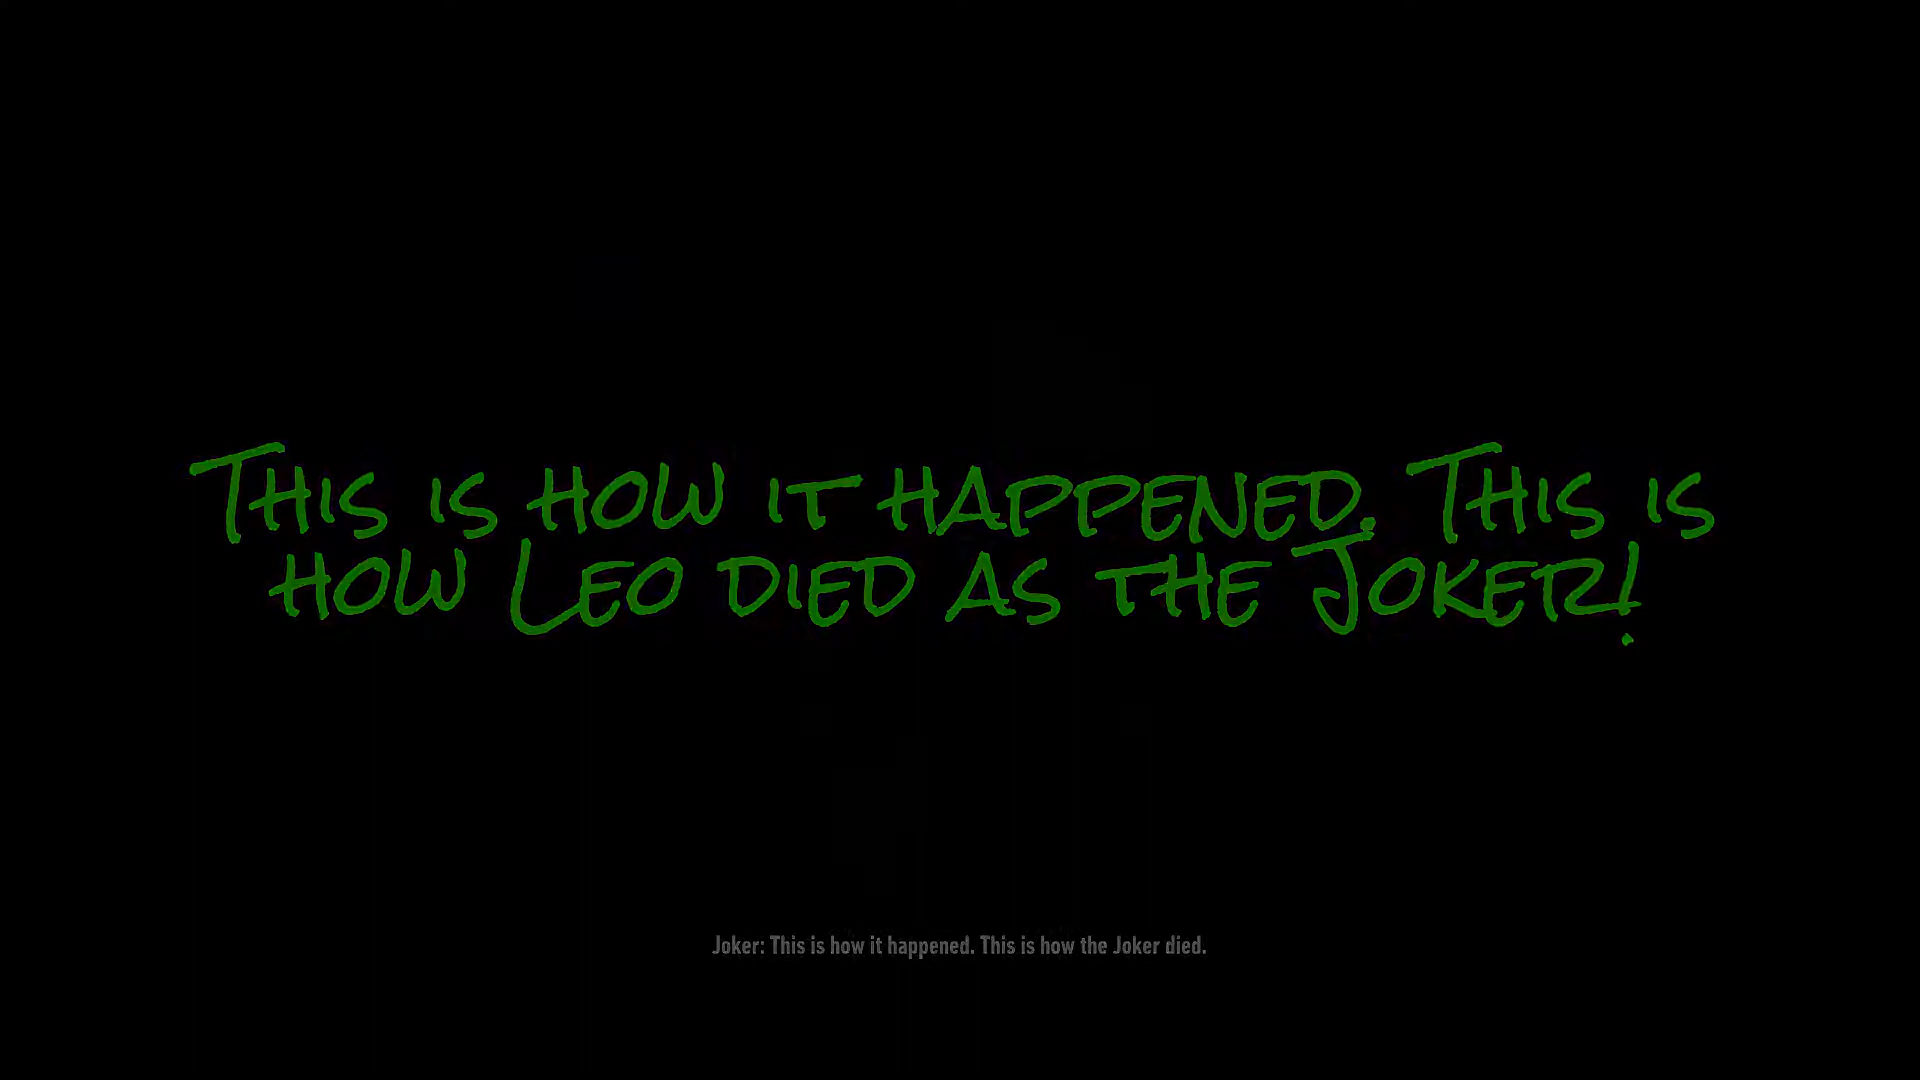 This is how it happened. This is
how Leo died as the Joker!
Joker: This is how it happened. This is how the Joker died.